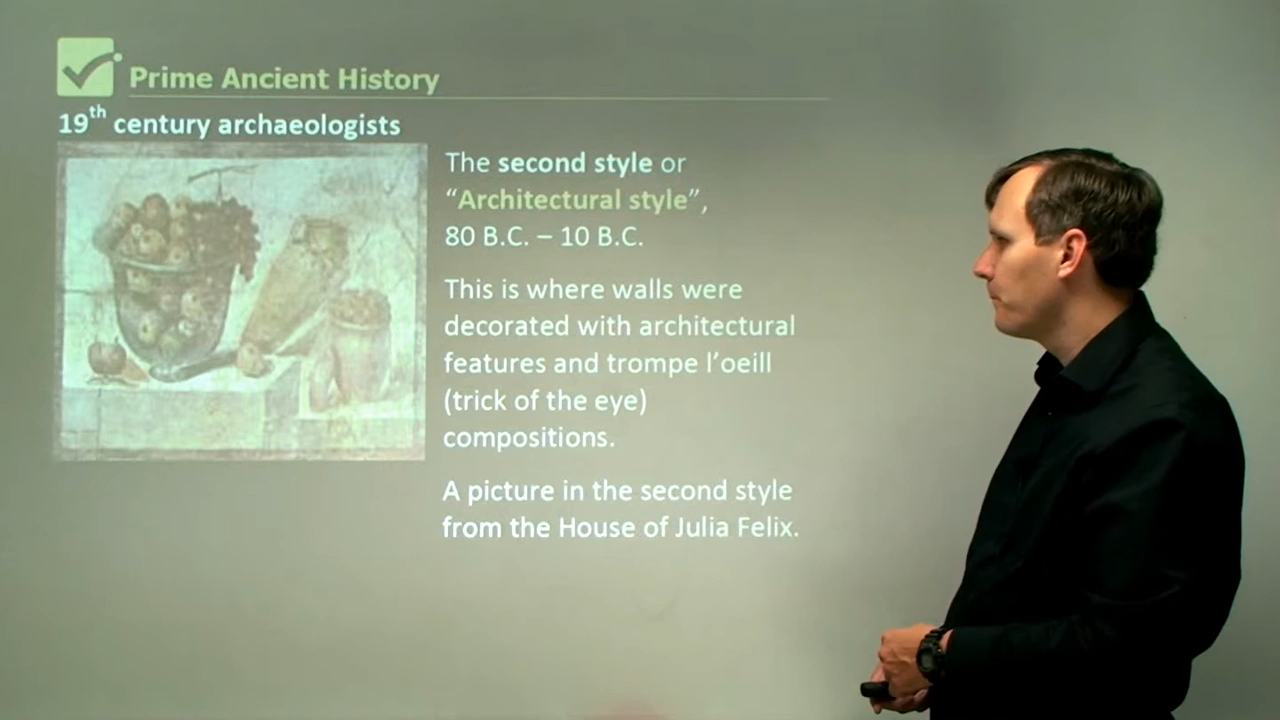 Prime Ancient History
19th century archaeologists
The second style or
“Architectural style”,
80 B.C. – 10 B.C.
This is where walls were
decorated with architectural
features and trompe l’oeill
(trick of the eye)
compositions.
A picture in the second style
from the House of Julia Felix.